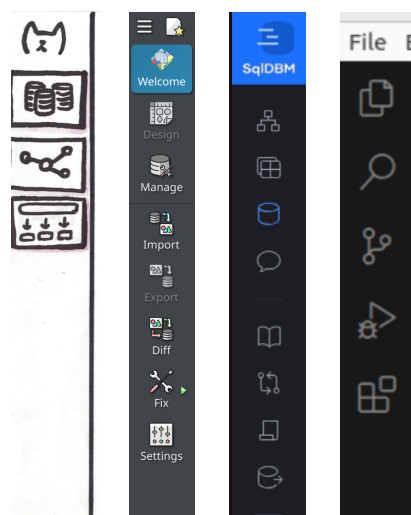 Welcome
Design
Manage
Import
Export
Diff
Fix
Settings
SqlDBM
File